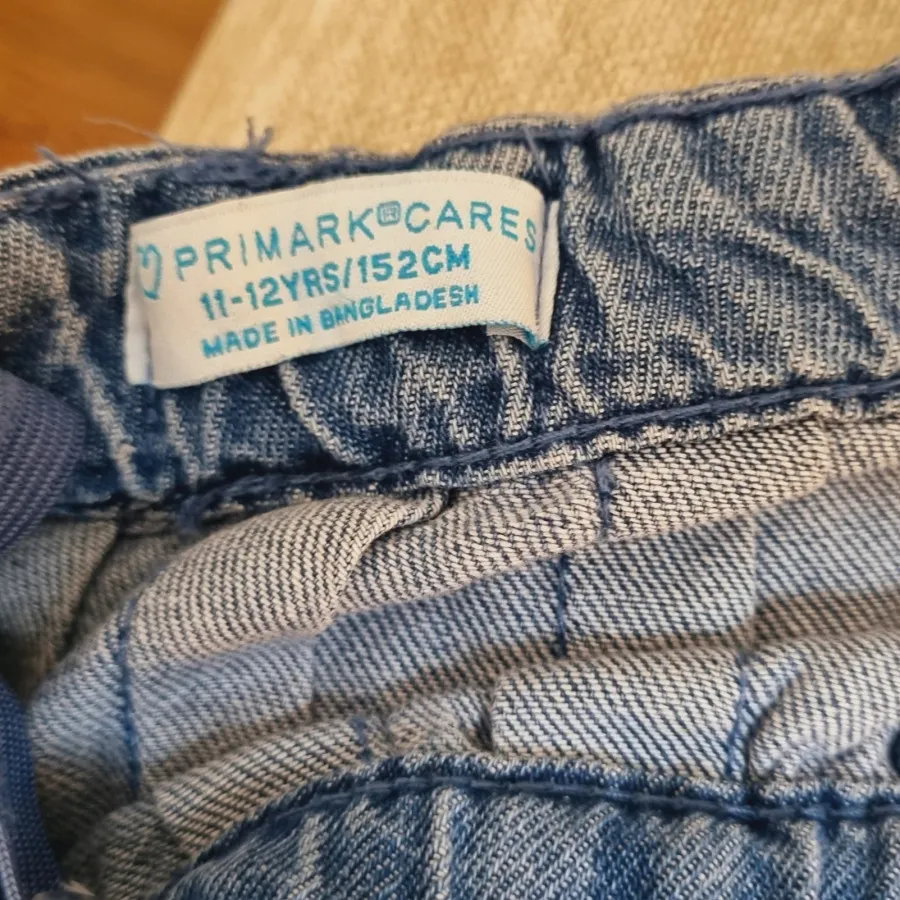 PRIMARK®CARES
11-12YRS/152CM
MADE IN BANGLADESH